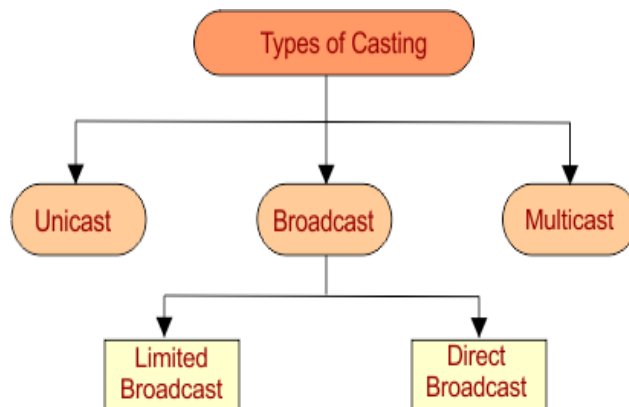 Types of Casting
Unicast
Broadcast
Multicast
Limited
Broadcast
Direct
Broadcast